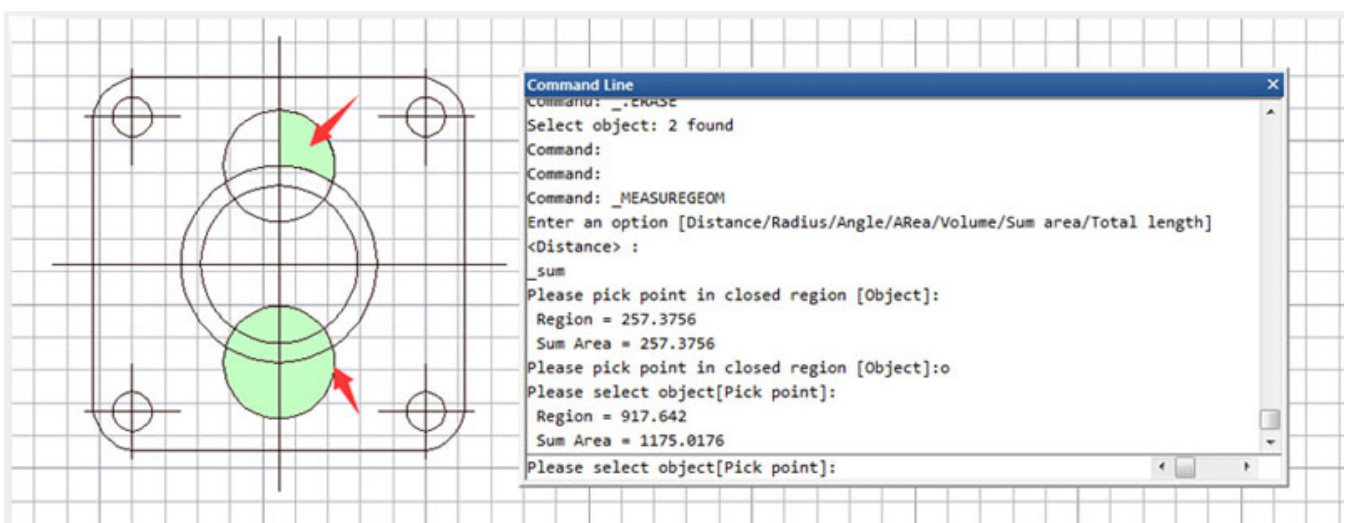 Command Line
Command: _.ERASE
Select object: 2 found
Command:
Command:
Command: _MEASUREGEOM
Enter an option [Distance/Radius/Angle/ARea/Volume/Sum area/Total length]
<Distance> :
_sum
Please pick point in closed region [Object]:
Region = 257.3756
Sum Area = 257.3756
Please pick point in closed region [Object]:o
Please select object[Pick point]:
Region = 917.642
Sum Area = 1175.0176
Please select object[Pick point]: